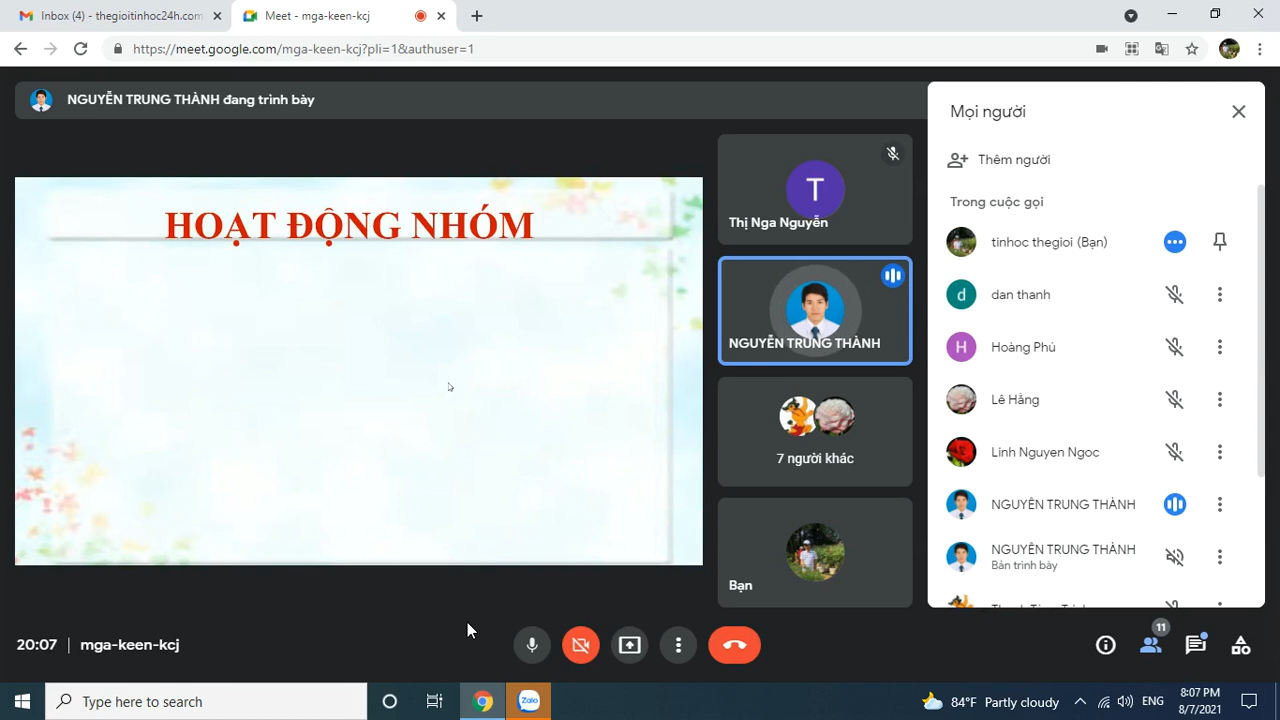 Inbox (4) - thegioitinhoc24h.com
Meet - mga-keen-kcj
https://meet.google.com/mga-keen-kcj?pli=1&authuser=1
NGUYỄN TRUNG THÀNH đang trình bày
HOẠT ĐỘNG NHÓM
T
Thị Nga Nguyễn
NGUYỄN TRUNG THÀNH
7 người khác
Bạn
Mọi người
Thêm người
Trong cuộc gọi
tinhoc thegioi (Bạn)
d
dan thanh
H
Hoàng Phú
Lê Hằng
Linh Nguyen Ngoc
NGUYỄN TRUNG THÀNH
NGUYỄN TRUNG THÀNH
Bản trình bày
20:07
mga-keen-kcj
11
Type here to search
Zalo
84°F Partly cloudy
ENG
8:07 PM
8/7/2021